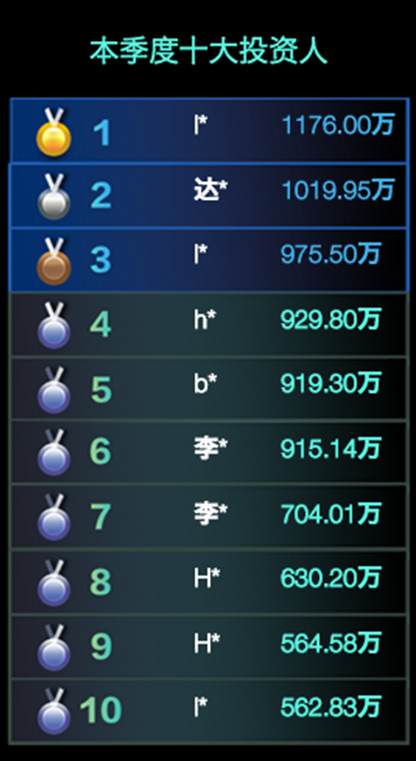 本季度十大投资人
1 l* 1176.00万
2 达* 1019.95万
3 l* 975.50万
4 h* 929.80万
5 b* 919.30万
6 李* 915.14万
7 李* 704.01万
8 H* 630.20万
9 H* 564.58万
10 l* 562.83万